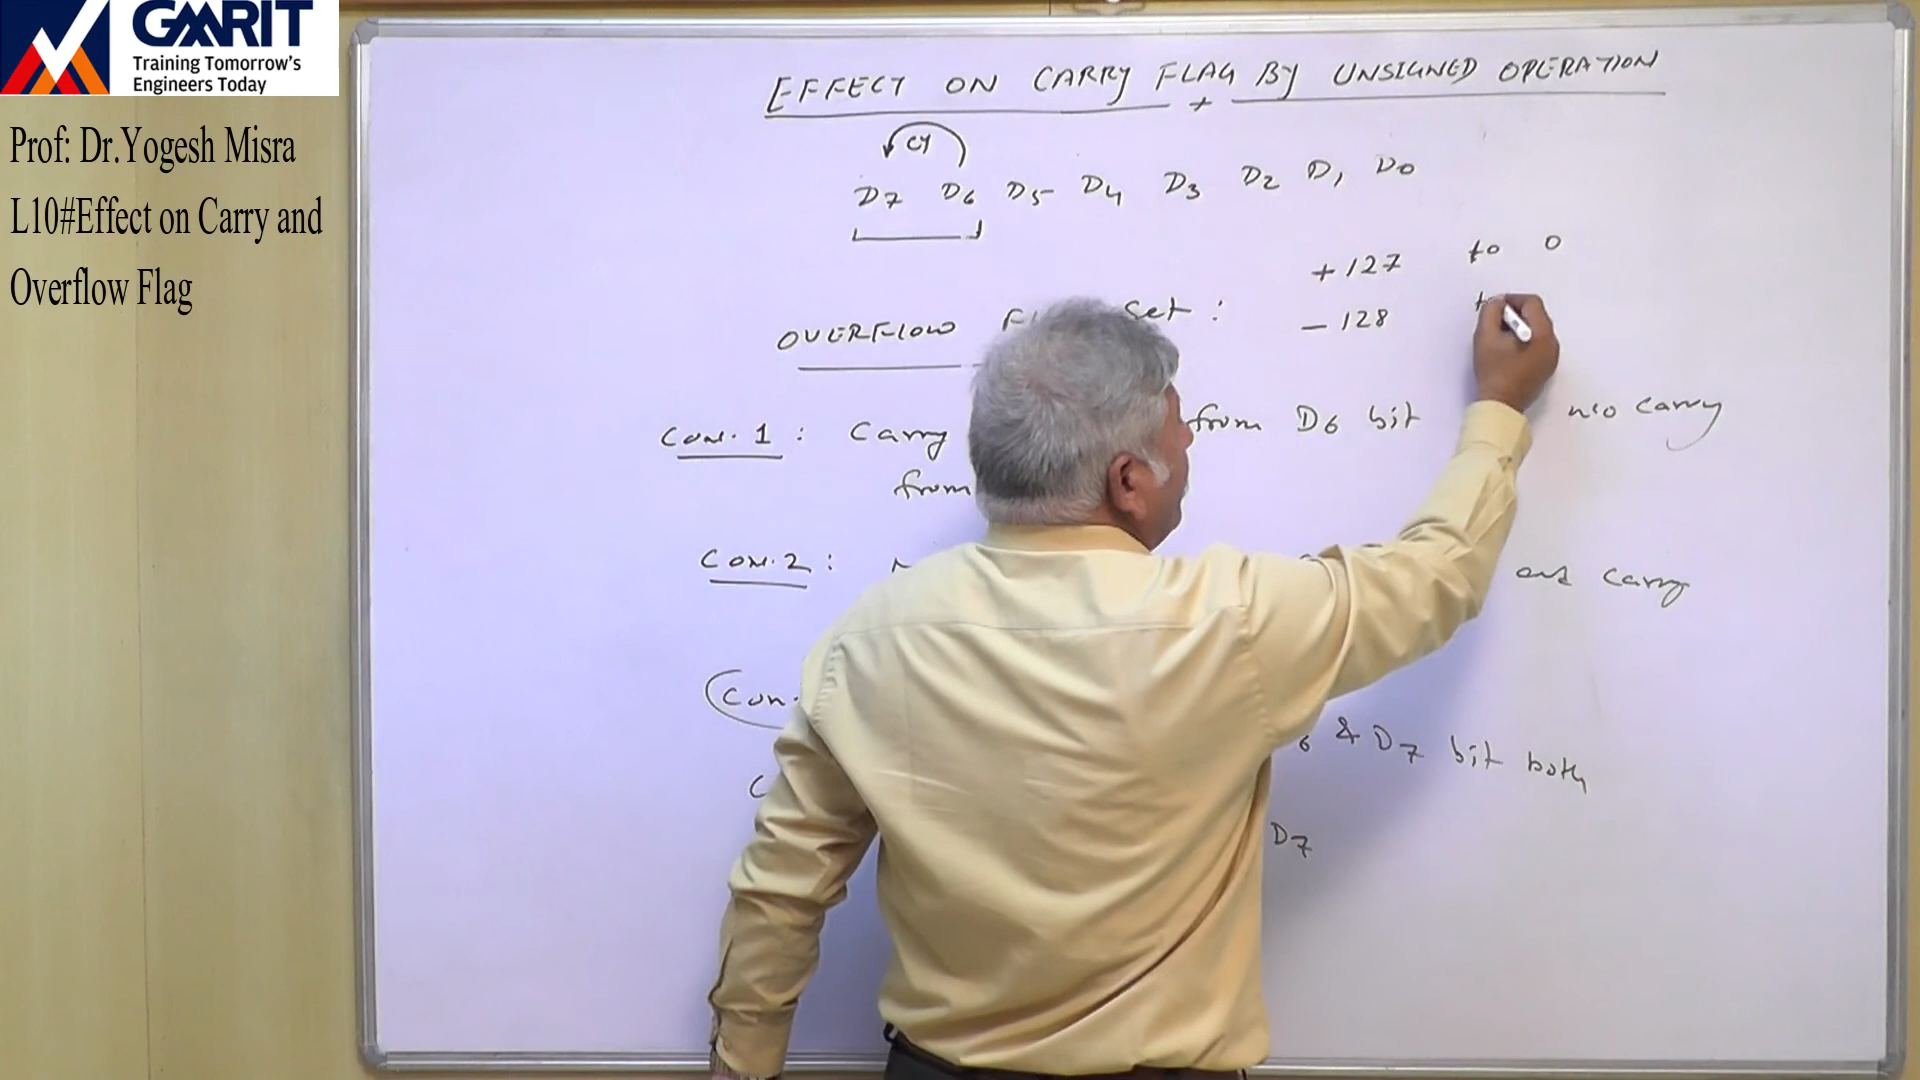 GMRIT
Training Tomorrow's
Engineers Today
Prof: Dr.Yogesh Misra
L10#Effect on Carry and
Overflow Flag
EFFECT ON CARRY FLAG BY UNSIGNED OPERATION
CY
D7 D6 D5 D4 D3 D2 D1 D0
+127 to 0
OVERFLOW Set :
-128
Con. 1 : Carry from D6 bit no carry
from
Con. 2 : and carry
Con.
& D7 bit both
D7